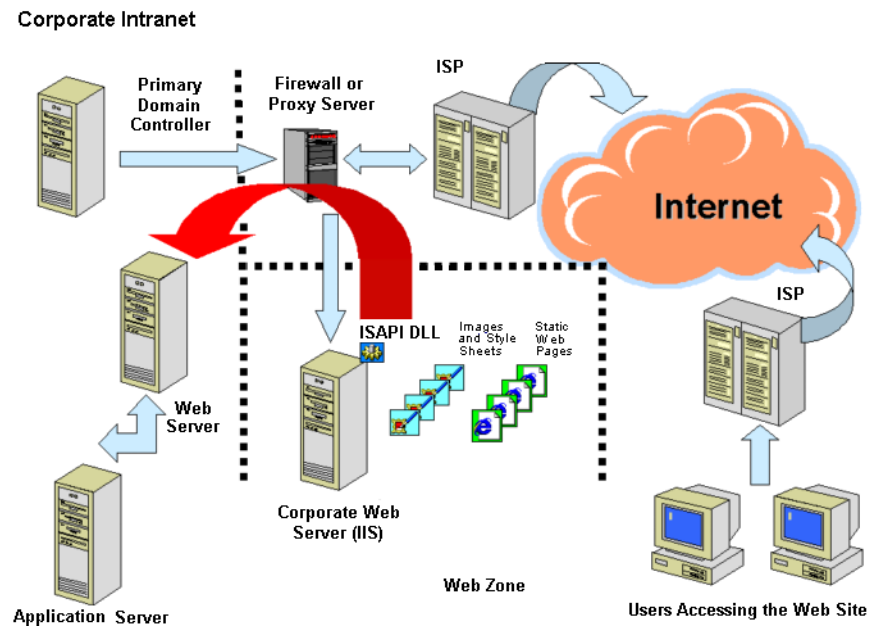 Corporate Intranet
Primary
Domain
Controller
Firewall or
Proxy Server
ISP
Internet
ISP
ISAPI DLL
Images
and Style
Sheets
Static
Web
Pages
Web
Server
Corporate Web
Server (IIS)
Web Zone
Application Server
Users Accessing the Web Site